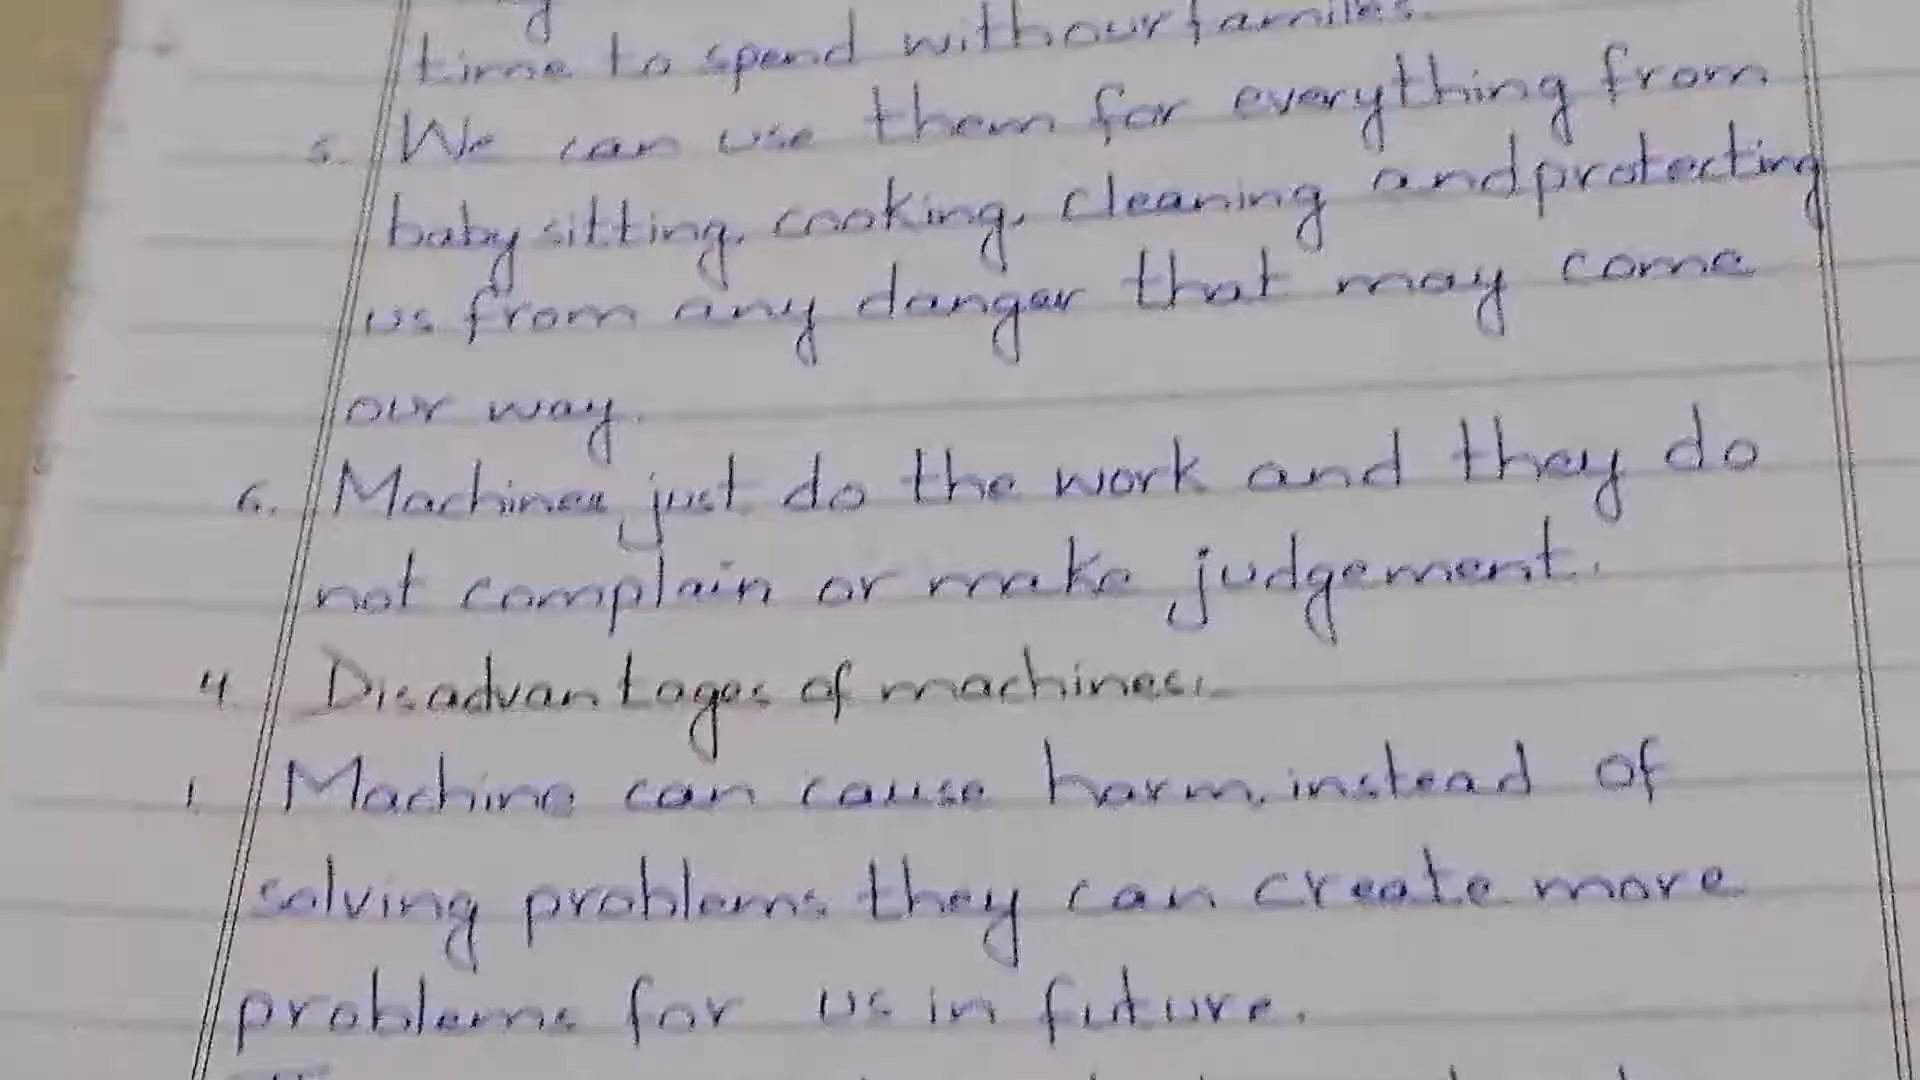 time to spend with our families.
5. We can use them for everything from
baby sitting, cooking, cleaning and protecting
us from any danger that may come
our way.
6. Machines just do the work and they do
not complain or make judgement.
4. Disadvantages of machines:-
1. Machine can cause harm, instead of
solving problems they can create more
problems for us in future.